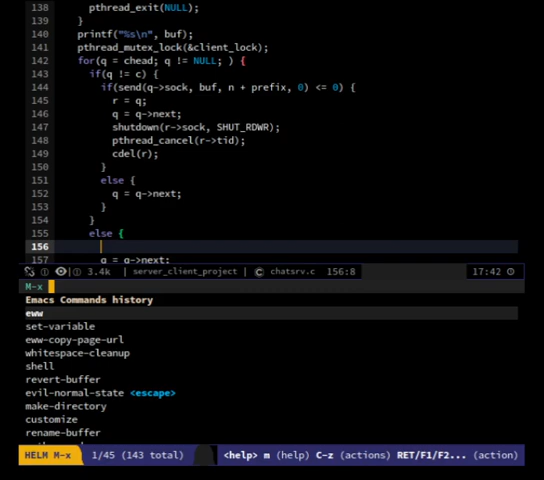 138 pthread_exit(NULL);
139 }
140 printf("%s\n", buf);
141 pthread_mutex_lock(&client_lock);
142 for(q = chead; q != NULL; ) {
143 if(q != c) {
144 if(send(q->sock, buf, n + prefix, 0) <= 0) {
145 r = q;
146 q = q->next;
147 shutdown(r->sock, SHUT_RDWR);
148 pthread_cancel(r->tid);
149 cdel(r);
150 }
151 else {
152 q = q->next;
153 }
154 }
155 else {
156
157 q = q->next;
3.4k | server_client_project | C chatsrv.c 156:8 17:42
M-x
Emacs Commands history
eww
set-variable
eww-copy-page-url
whitespace-cleanup
shell
revert-buffer
evil-normal-state <escape>
make-directory
customize
rename-buffer
HELM M-x 1/45 (143 total) <help> m (help) C-z (actions) RET/F1/F2... (action)